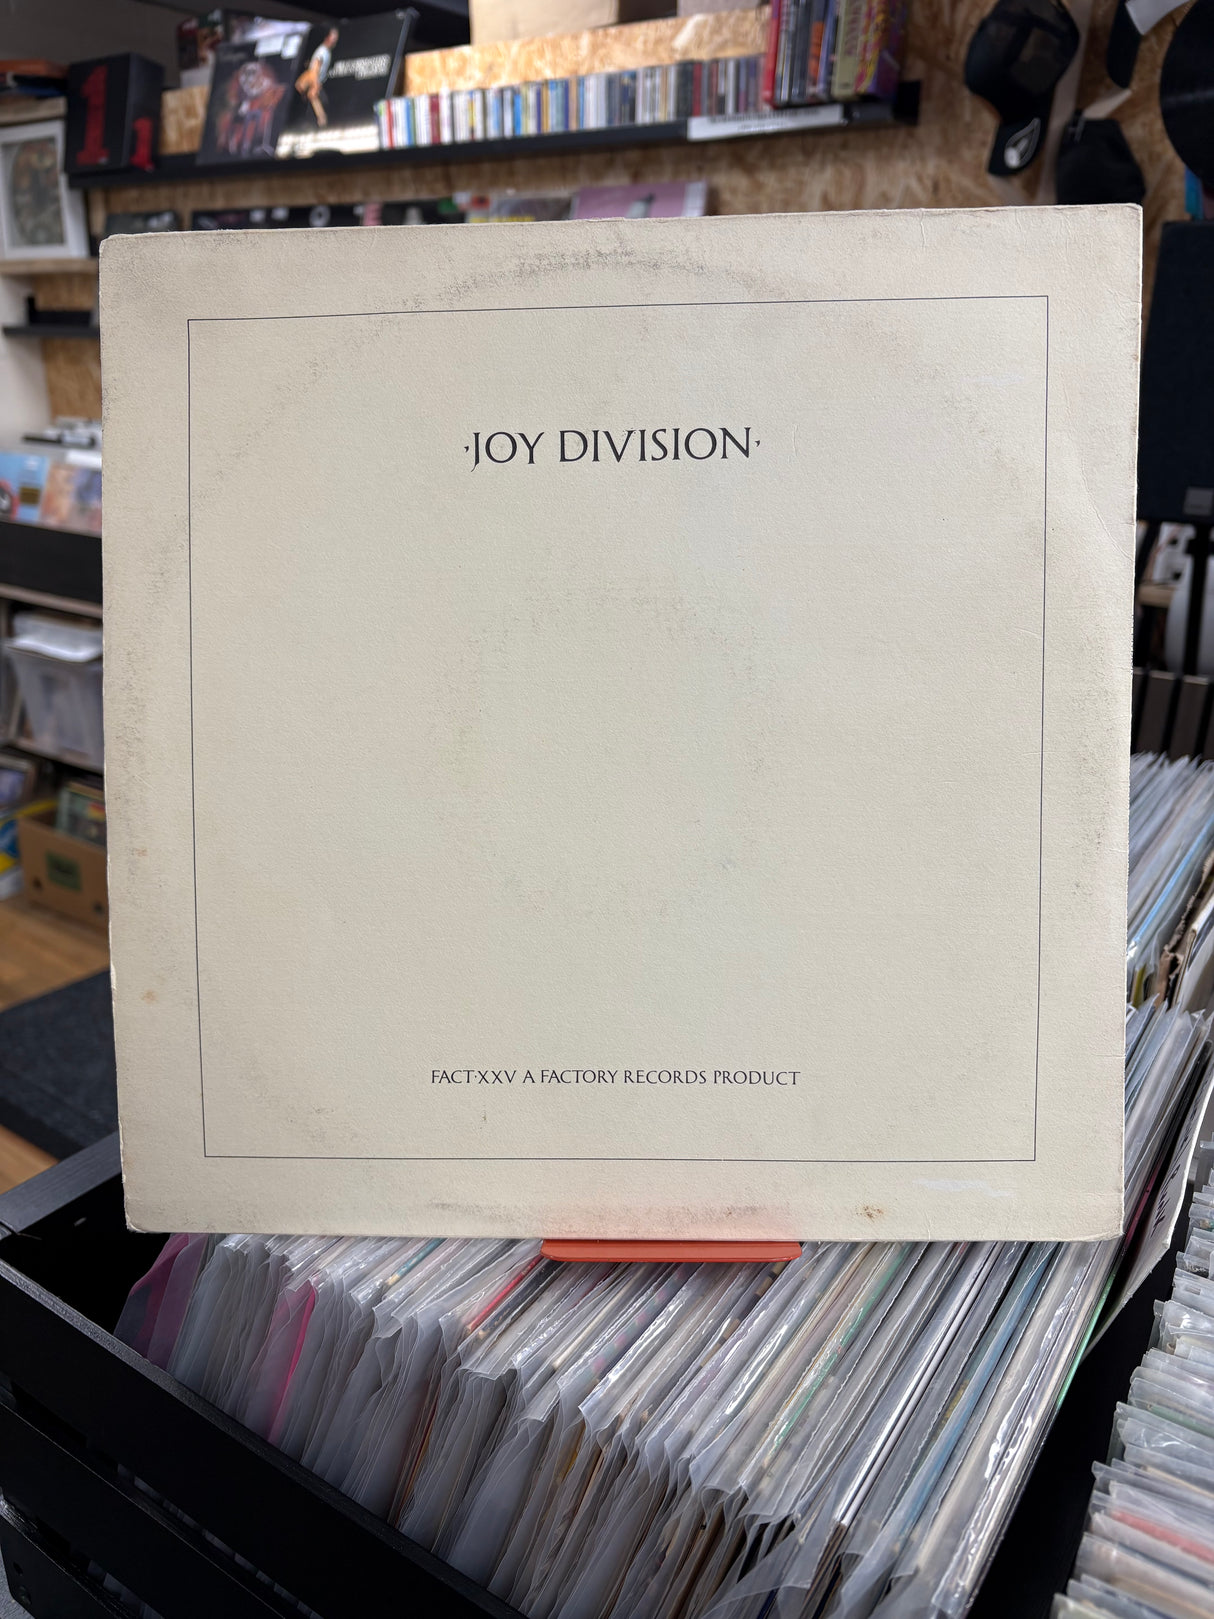 ·JOY DIVISION·
FACT·XXV A FACTORY RECORDS PRODUCT